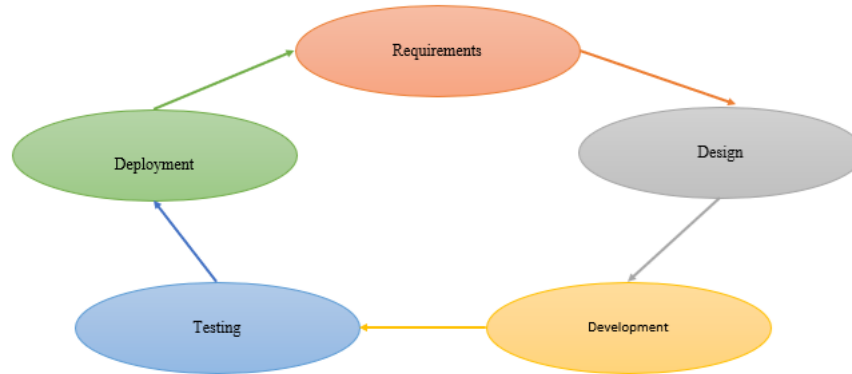 Requirements
Design
Development
Testing
Deployment